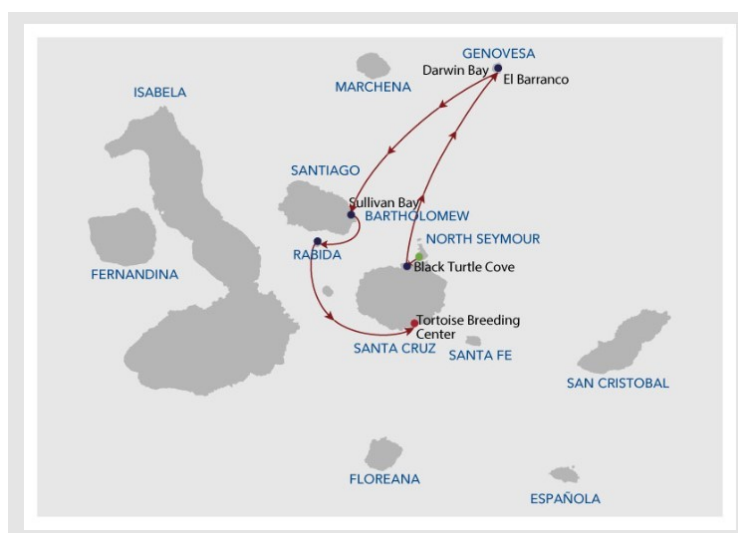 GENOVESA
Darwin Bay
El Barranco
MARCHENA
ISABELA
SANTIAGO
Sullivan Bay
BARTHOLOMEW
NORTH SEYMOUR
RABIDA
Black Turtle Cove
FERNANDINA
Tortoise Breeding
Center
SANTA CRUZ
SANTA FE
SAN CRISTOBAL
FLOREANA
ESPAÑOLA